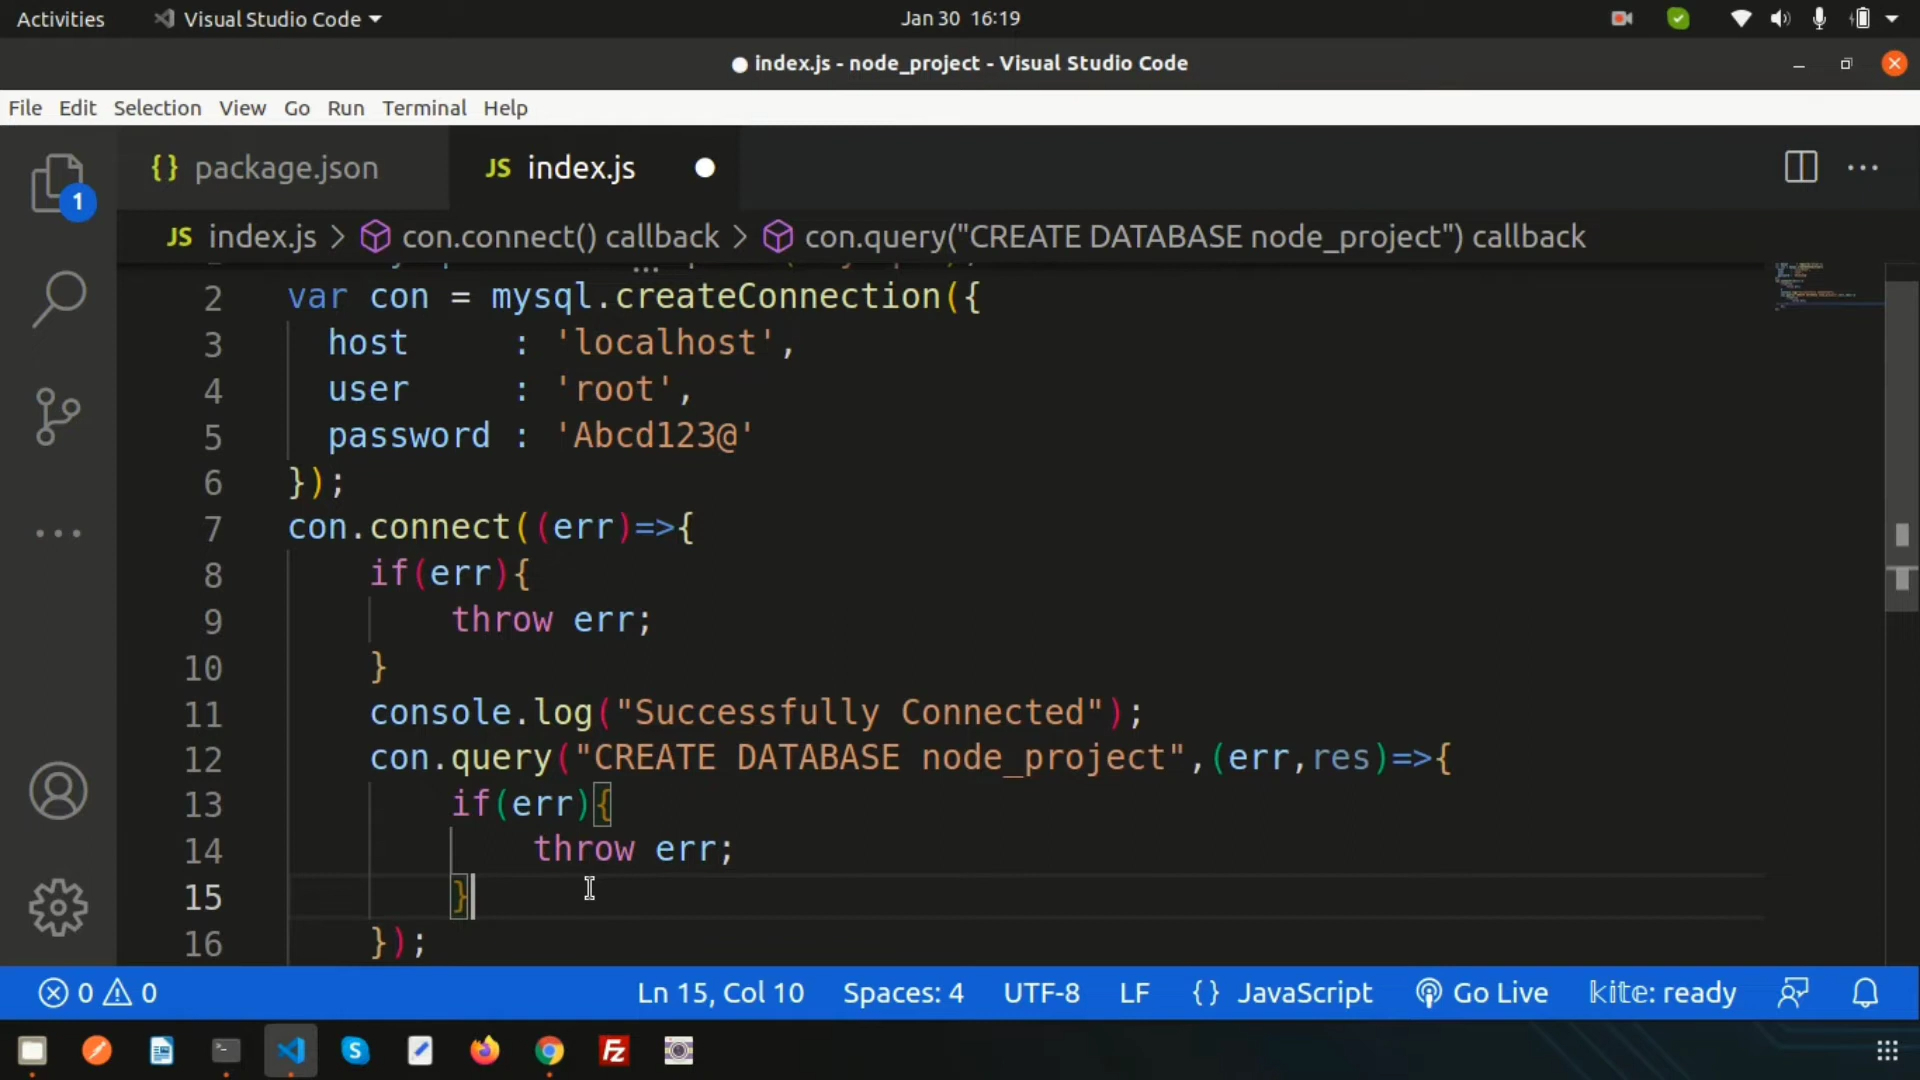 Activities Visual Studio Code Jan 30 16:19
index.js - node_project - Visual Studio Code
File Edit Selection View Go Run Terminal Help
1
{} package.json JS index.js
JS index.js > con.connect() callback > con.query("CREATE DATABASE node_project") callback
2 var con = mysql.createConnection({
3 host : 'localhost',
4 user : 'root',
5 password : 'Abcd123@'
6 });
7 con.connect((err)=>{
8 if(err){
9 throw err;
10 }
11 console.log("Successfully Connected");
12 con.query("CREATE DATABASE node_project",(err,res)=>{
13 if(err){
14 throw err;
15 }
16 });
0 0 Ln 15, Col 10 Spaces: 4 UTF-8 LF {} JavaScript Go Live kite: ready